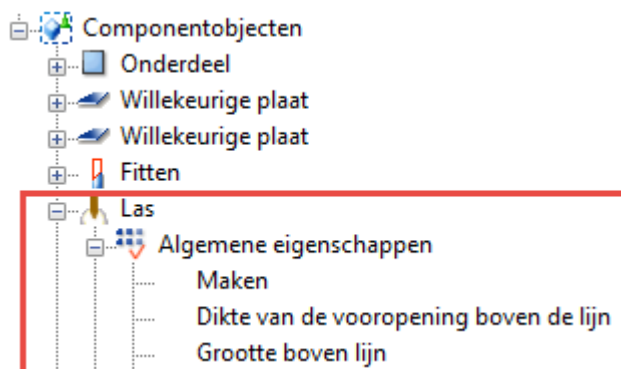 Componentobjecten
Onderdeel
Willekeurige plaat
Willekeurige plaat
Fitten
Las
Algemene eigenschappen
Maken
Dikte van de vooropening boven de lijn
Grootte boven lijn